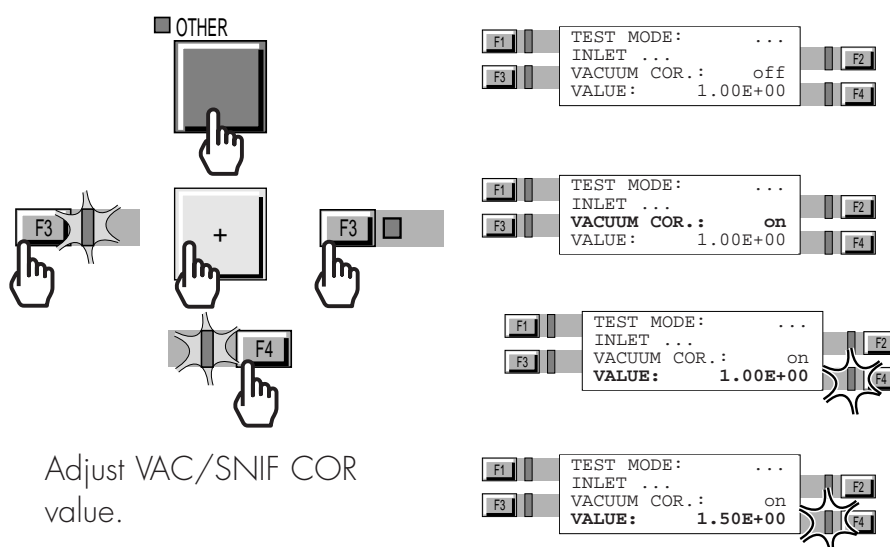 OTHER
F3
+
F3
F4
Adjust VAC/SNIF COR
value.
F1
TEST MODE: ...
INLET ...
F2
F3
VACUUM COR.: off
VALUE: 1.00E+00
F4
F1
TEST MODE: ...
INLET ...
F2
F3
VACUUM COR.: on
VALUE: 1.00E+00
F4
F1
TEST MODE: ...
INLET ...
F2
F3
VACUUM COR.: on
VALUE: 1.00E+00
F4
F1
TEST MODE: ...
INLET ...
F2
F3
VACUUM COR.: on
VALUE: 1.50E+00
F4